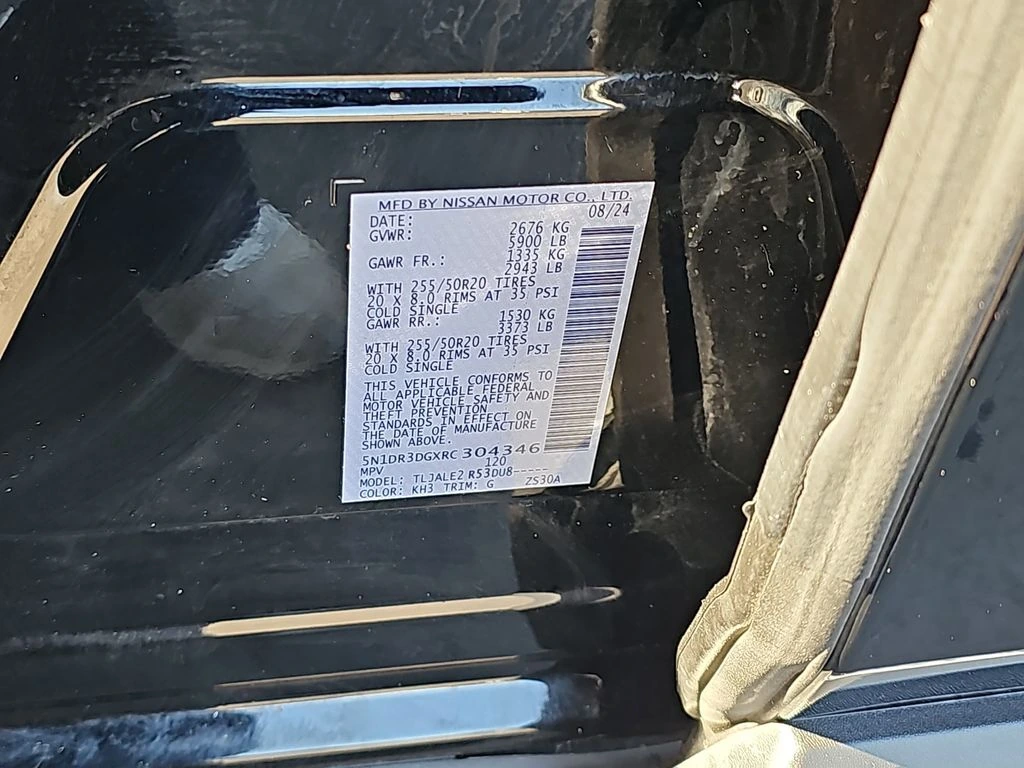 MFD BY NISSAN MOTOR CO., LTD.
DATE: 08/24
GVWR: 2676 KG
5900 LB
GAWR FR.: 1335 KG
2943 LB
WITH 255/50R20 TIRES
20 X 8.0 RIMS AT 35 PSI
COLD SINGLE
GAWR RR.: 1530 KG
3373 LB
WITH 255/50R20 TIRES
20 X 8.0 RIMS AT 35 PSI
COLD SINGLE
THIS VEHICLE CONFORMS TO
ALL APPLICABLE FEDERAL
MOTOR VEHICLE SAFETY AND
THEFT PREVENTION
STANDARDS IN EFFECT ON
THE DATE OF MANUFACTURE
SHOWN ABOVE.
5N1DR3DGXRC304346
MPV 120
MODEL: TLJALE2 R53DU8-----
COLOR: KH3 TRIM: G ZS30A